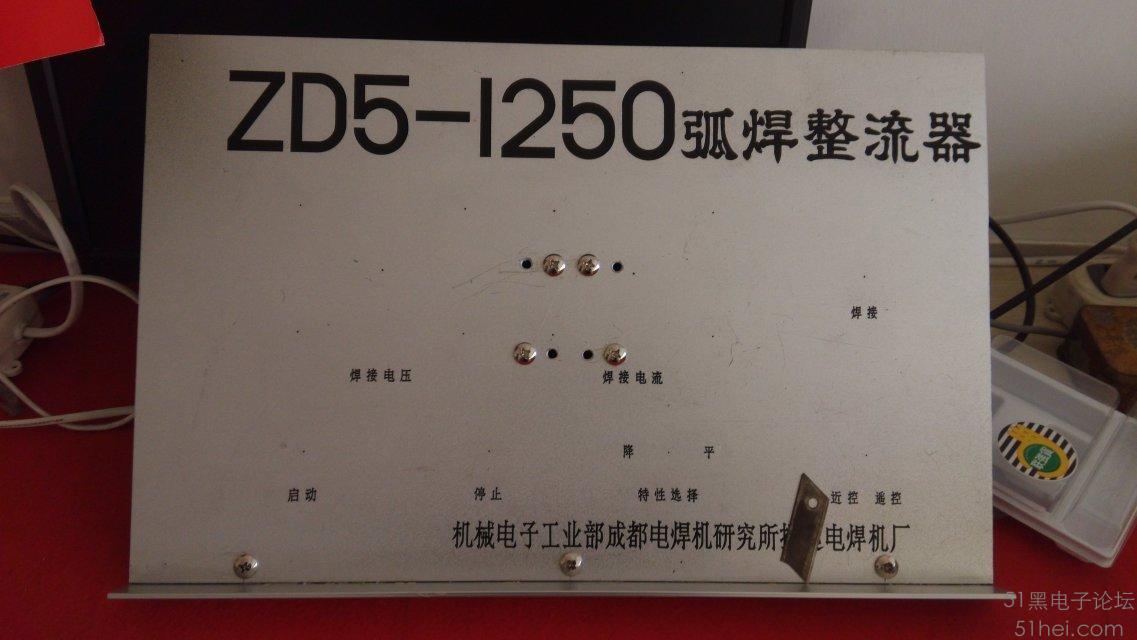 ZD5-1250弧焊整流器
焊接
焊接电压 焊接电流
降 平
启动 停止 特性选择 近控 遥控
机械电子工业部成都电焊机研究所 电焊机厂
51黑电子论坛
51hei.com